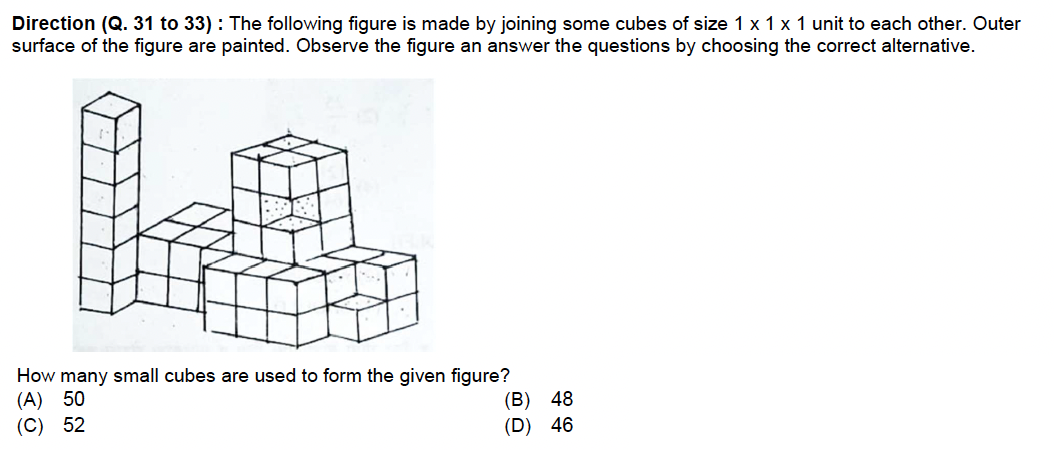 Direction (Q. 31 to 33) : The following figure is made by joining some cubes of size 1 x 1 x 1 unit to each other. Outer
surface of the figure are painted. Observe the figure an answer the questions by choosing the correct alternative.
How many small cubes are used to form the given figure?
(A) 50 (B) 48
(C) 52 (D) 46